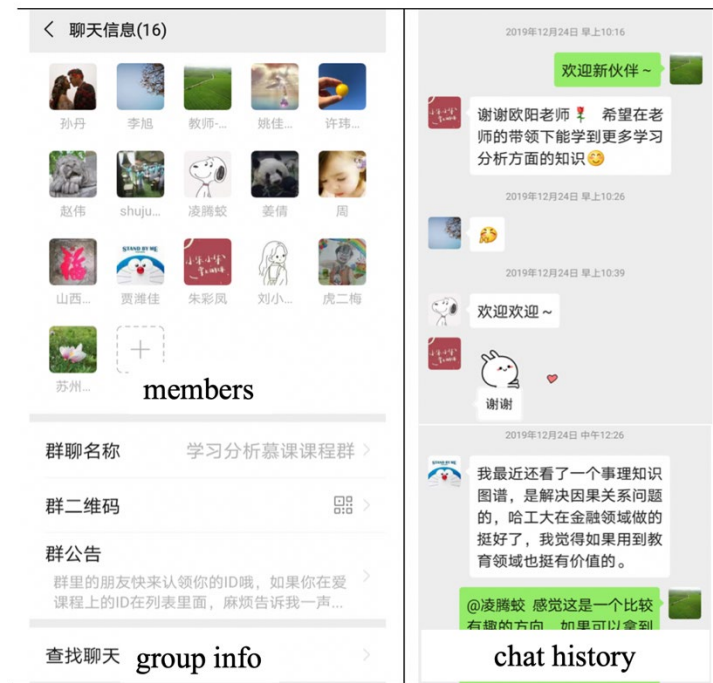 聊天信息(16)
孙丹
李旭
教师-...
姚佳...
许玮...
赵伟
shuju...
凌腾蛟
姜倩
周
STAND BY ME
山西...
贾潍佳
朱彩凤
刘小...
虎二梅
苏州...
members
群聊名称
学习分析慕课课程群
群二维码
群公告
群里的朋友快来认领你的ID哦，如果你在爱
课程上的ID在列表里面，麻烦告诉我一声...
查找聊天
group info
2019年12月24日 早上10:16
欢迎新伙伴～
谢谢欧阳老师🌹 希望在老
师的带领下能学到更多学习
分析方面的知识😊
2019年12月24日 早上10:26
2019年12月24日 早上10:39
欢迎欢迎～
谢谢
2019年12月24日 中午12:26
我最近还看了一个事理知识
图谱，是解决因果关系问题
的，哈工大在金融领域做的
挺好了，我觉得如果用到教
育领域也挺有价值的。
@凌腾蛟 感觉这是一个比较
有趣的方向，如果可以拿到
chat history